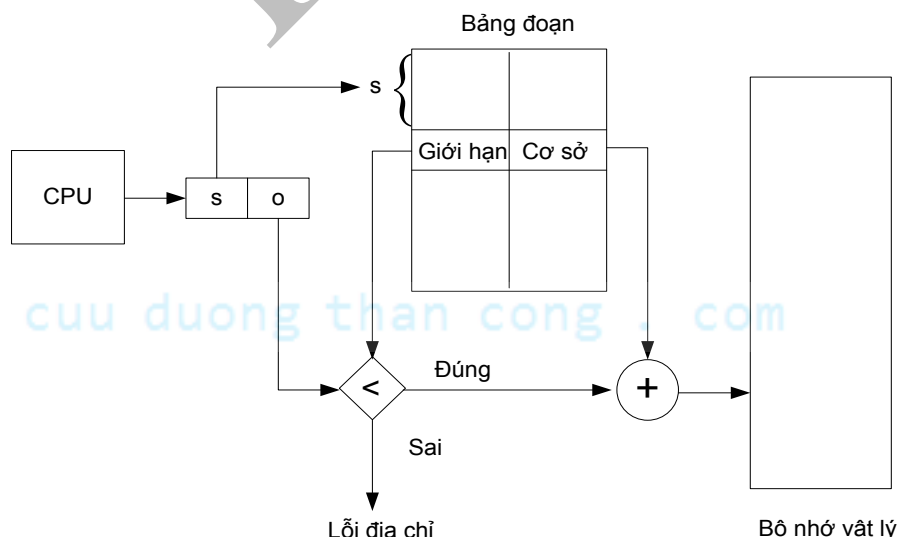 Bảng đoạn
s
Giới hạn Cơ sở
CPU
s o
cuu duong than cong . com
Đúng
<
+
Sai
Lỗi địa chỉ
Bộ nhớ vật lý